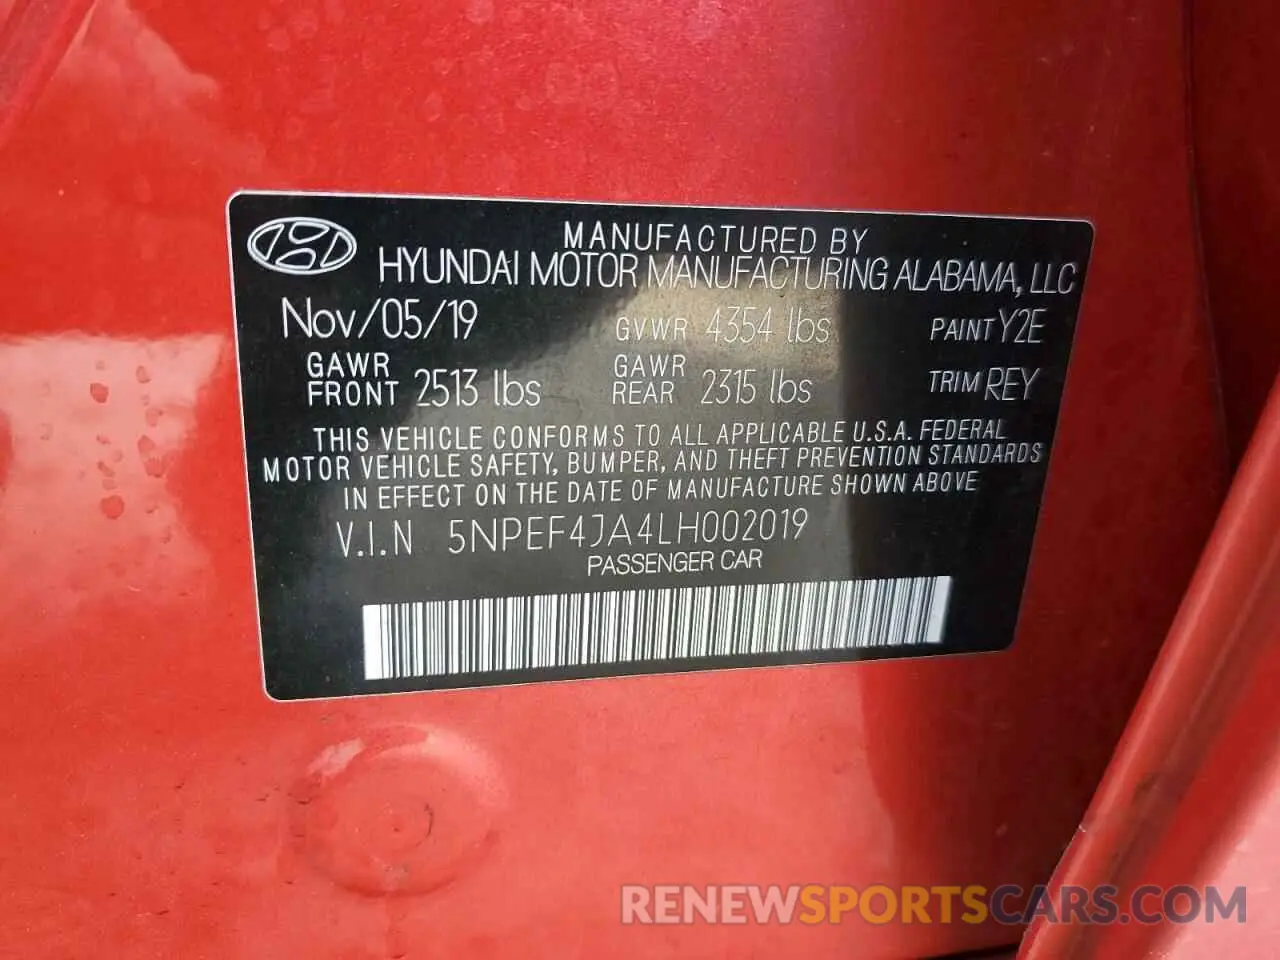 MANUFACTURED BY
HYUNDAI MOTOR MANUFACTURING ALABAMA, LLC
Nov/05/19 GVWR 4354 lbs PAINT Y2E
GAWR FRONT 2513 lbs GAWR REAR 2315 lbs TRIM REY
THIS VEHICLE CONFORMS TO ALL APPLICABLE U.S.A. FEDERAL
MOTOR VEHICLE SAFETY, BUMPER, AND THEFT PREVENTION STANDARDS
IN EFFECT ON THE DATE OF MANUFACTURE SHOWN ABOVE
V.I.N 5NPEF4JA4LH002019
PASSENGER CAR
RENEWSPORTSCARS.COM